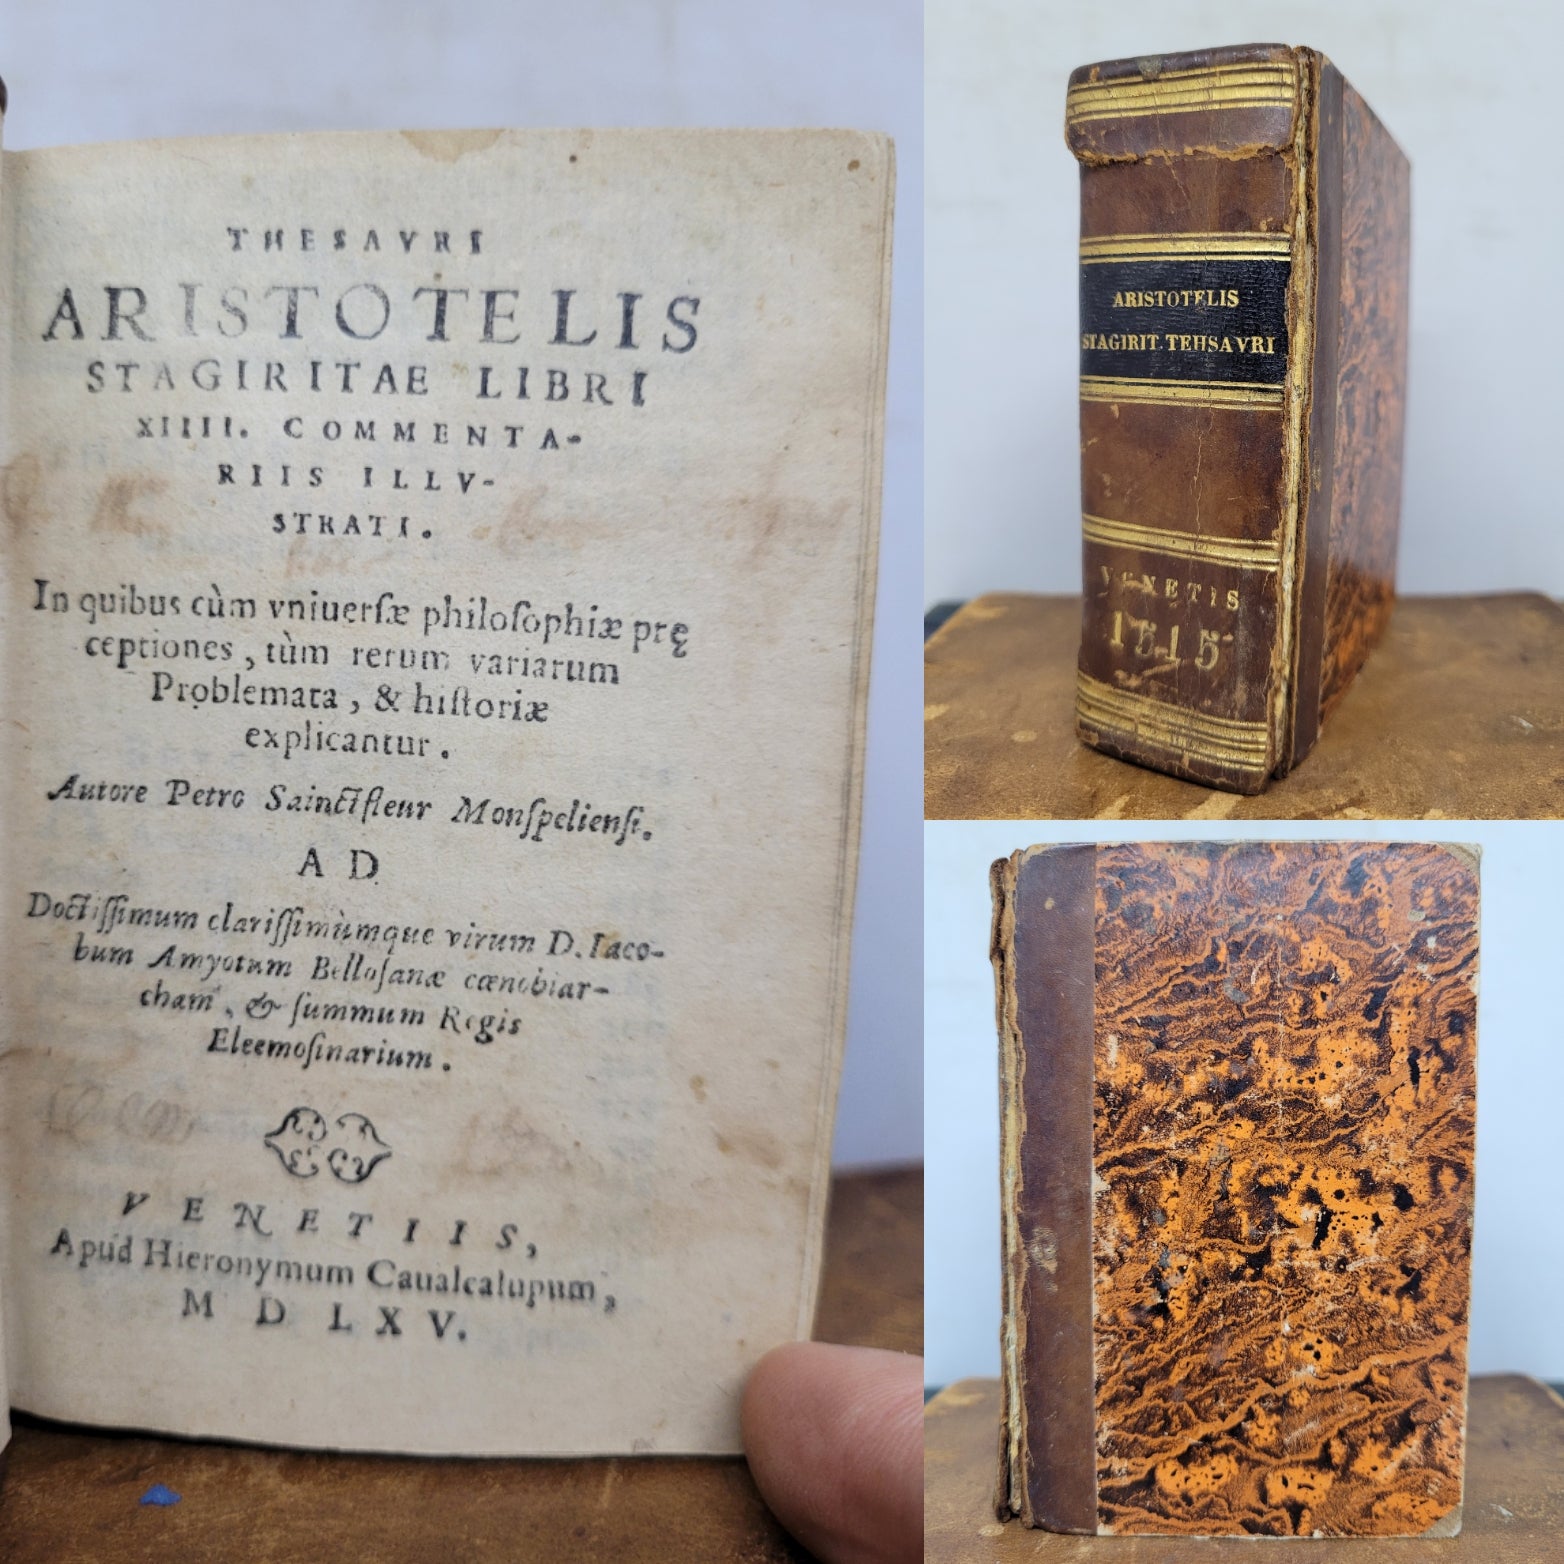 THESAVRI
ARISTOTELIS
STAGIRITAE LIBRI
XIIII. COMMENTA-
RIIS ILLV-
STRATI.
In quibus cùm vniuerſæ philoſophiæ prę
ceptiones, tùm rerum variarum
Problemata, & hiſtoriæ
explicantur.
Autore Petro Sainctfleur Monſpelienſi.
AD
Doctiſſimum clariſſimùmque virum D. Iaco-
bum Amyotum Belloſanæ cœnobiar-
cham, & ſummum Regis
Eleemoſinarium.
VENETIIS,
Apud Hieronymum Caualcalupum,
M D LXV.
ARISTOTELIS
STAGIRIT. TEHSAVRI
VENETIS
1515